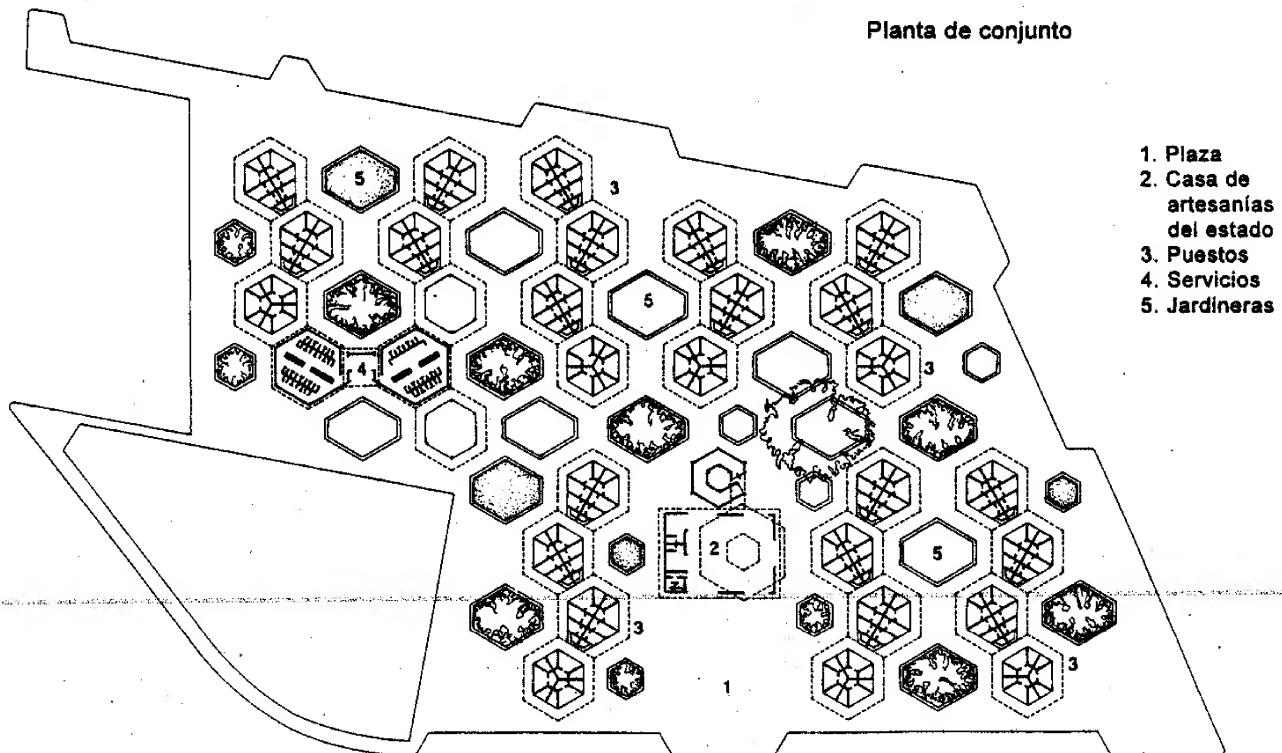 Planta de conjunto
1. Plaza
2. Casa de
artesanías
del estado
3. Puestos
4. Servicios
5. Jardineras
5
3
5
4
3
2
5
3
3
1